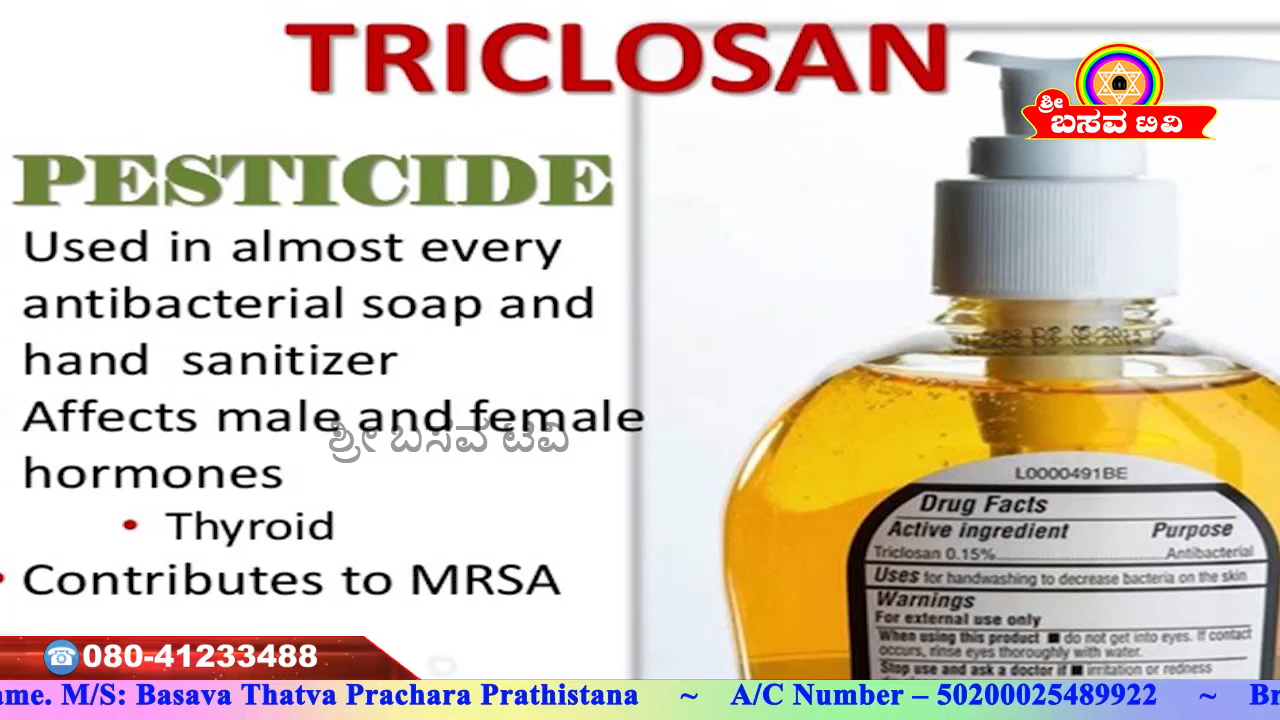 TRICLOSAN
ಶ್ರೀ
ಬಸವ ಟಿವಿ
PESTICIDE
Used in almost every
antibacterial soap and
hand sanitizer
Affects male and female
hormones
• Thyroid
• Contributes to MRSA
ಶ್ರೀ ಬಸವ ಟಿವಿ
L0000491BE
Drug Facts
Active ingredient Purpose
Triclosan 0.15% Antibacterial
Uses for handwashing to decrease bacteria on the skin
Warnings
For external use only
When using this product ■ do not get into eyes. If contact
occurs, rinse eyes thoroughly with water.
Stop use and ask a doctor if ■ irritation or redness
080-41233488
ame. M/S: Basava Thatva Prachara Prathistana ~ A/C Number – 50200025489922 ~ Br